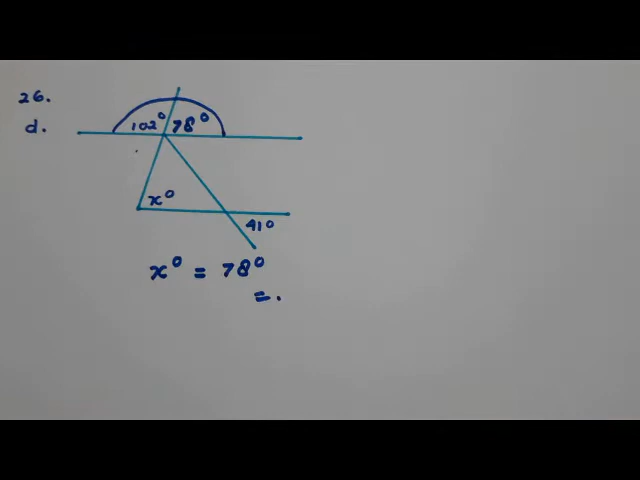 26.
d.
102° 78°
x°
41°
x° = 78°
=.